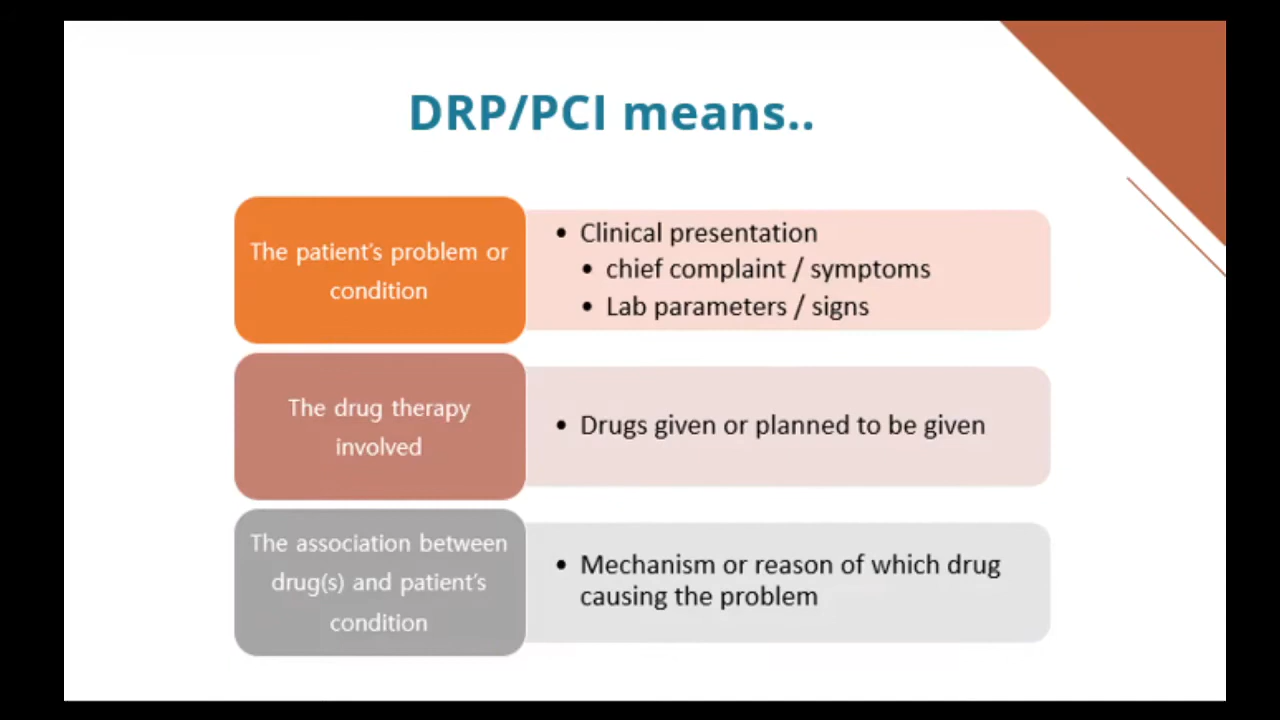 DRP/PCI means..
The patient's problem or
condition
• Clinical presentation
• chief complaint / symptoms
• Lab parameters / signs
The drug therapy
involved
• Drugs given or planned to be given
The association between
drug(s) and patient's
condition
• Mechanism or reason of which drug
causing the problem